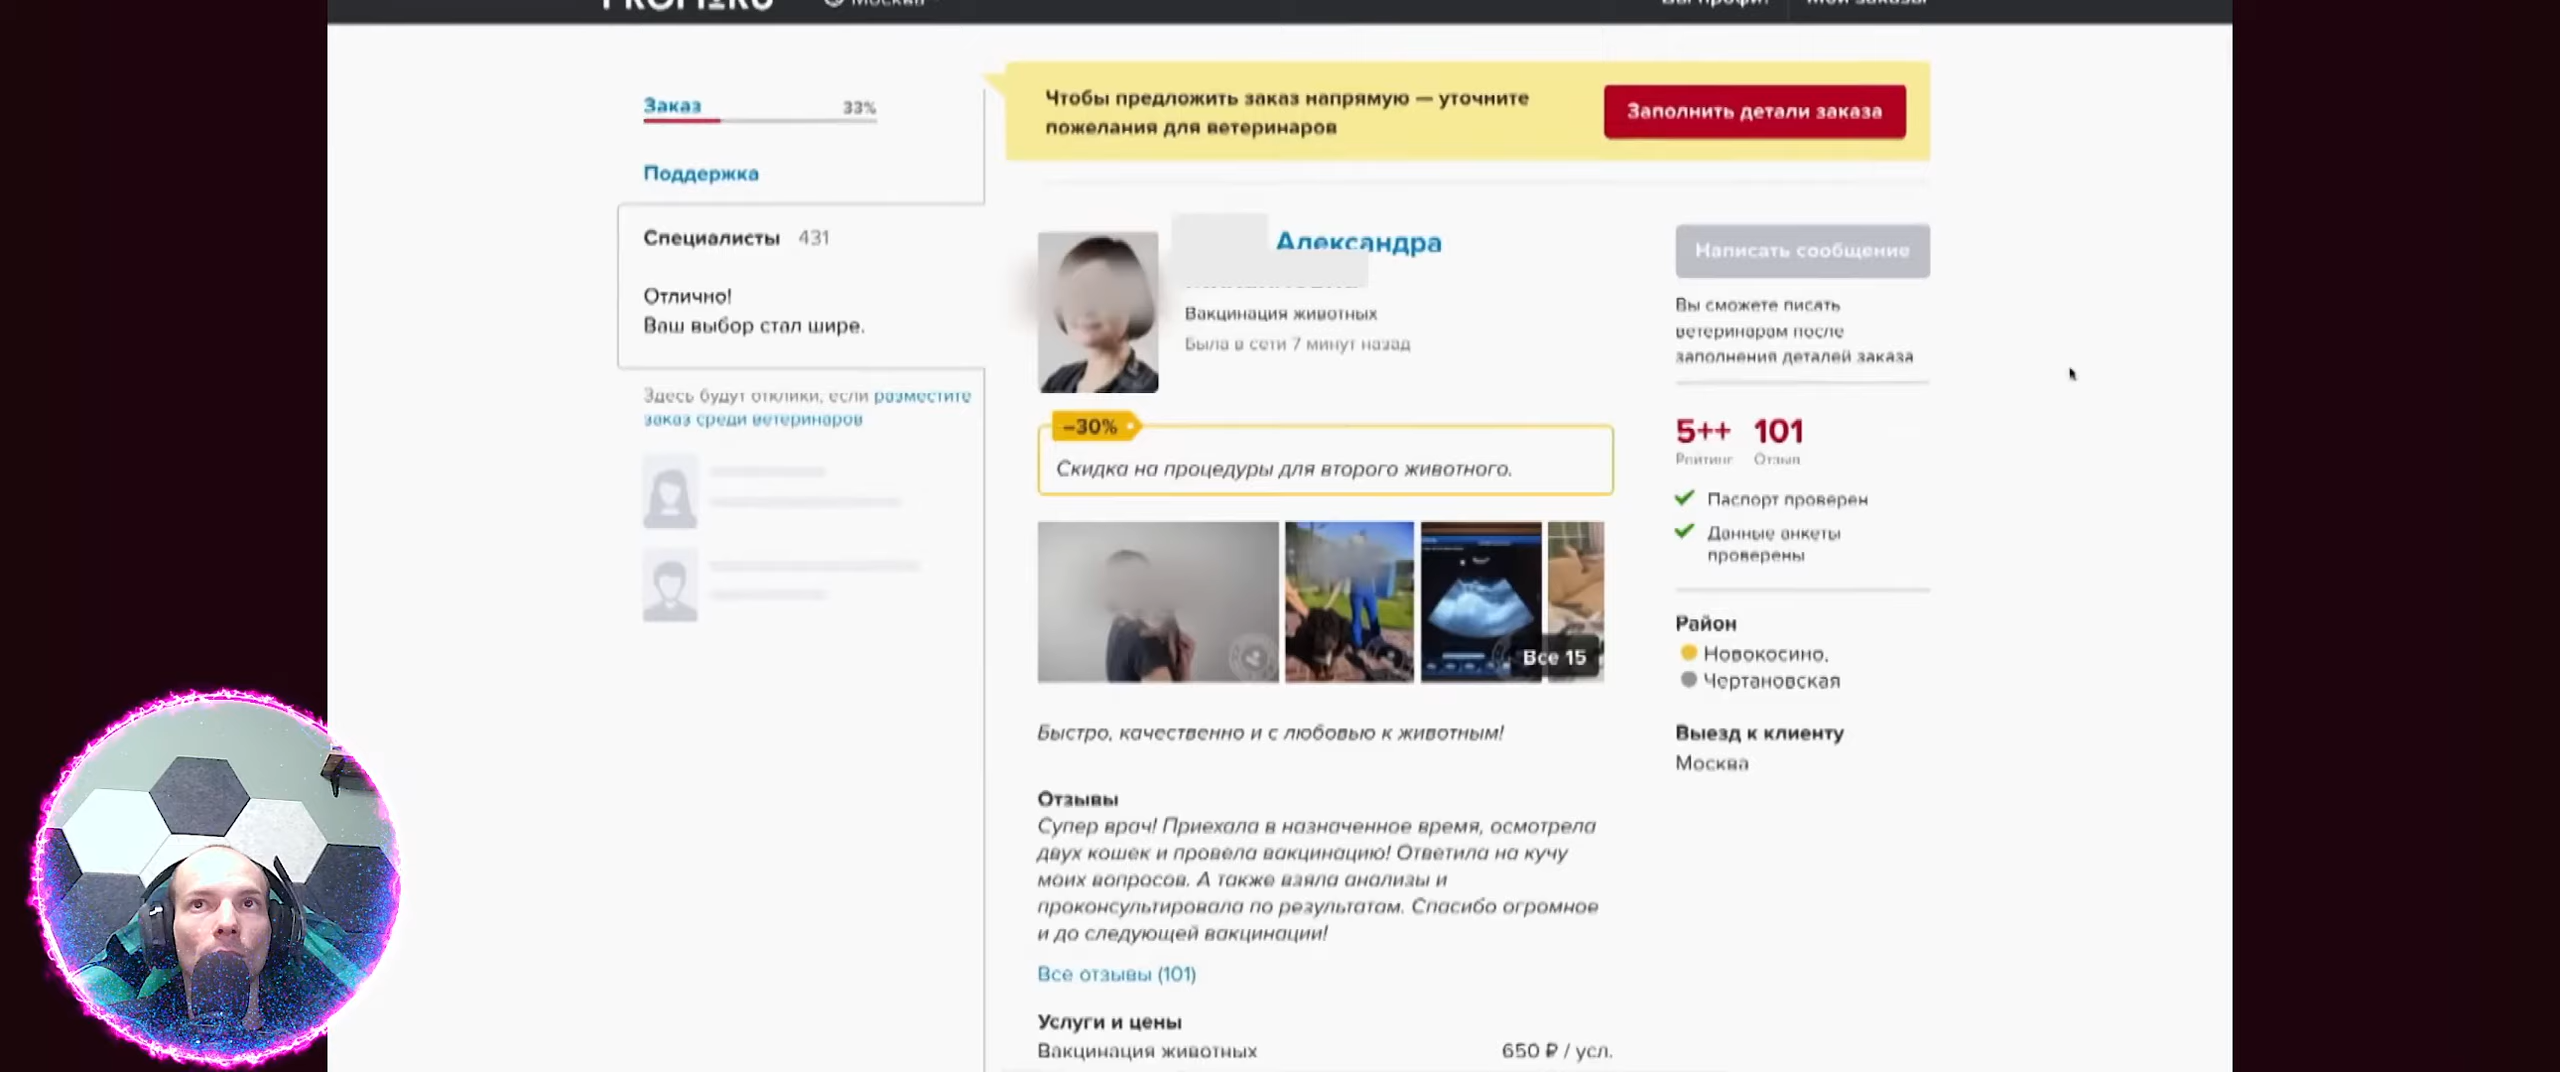 Москва
Заказ 33%
Поддержка
Специалисты 431
Отлично!
Ваш выбор стал шире.
Здесь будут отклики, если разместите
заказ среди ветеринаров
Чтобы предложить заказ напрямую — уточните
пожелания для ветеринаров
Заполнить детали заказа
Александра
Вакцинация животных
Была в сети 7 минут назад
–30%
Скидка на процедуры для второго животного.
Все 15
Быстро, качественно и с любовью к животным!
Отзывы
Супер врач! Приехала в назначенное время, осмотрела
двух кошек и провела вакцинацию! Ответила на кучу
моих вопросов. А также взяла анализы и
проконсультировала по результатам. Спасибо огромное
и до следующей вакцинации!
Все отзывы (101)
Услуги и цены
Вакцинация животных 650 ₽ / усл.
Написать сообщение
Вы сможете писать
ветеринарам после
заполнения деталей заказа
5++ 101
Рейтинг Отзыв
Паспорт проверен
Данные анкеты
проверены
Район
Новокосино,
Чертановская
Выезд к клиенту
Москва